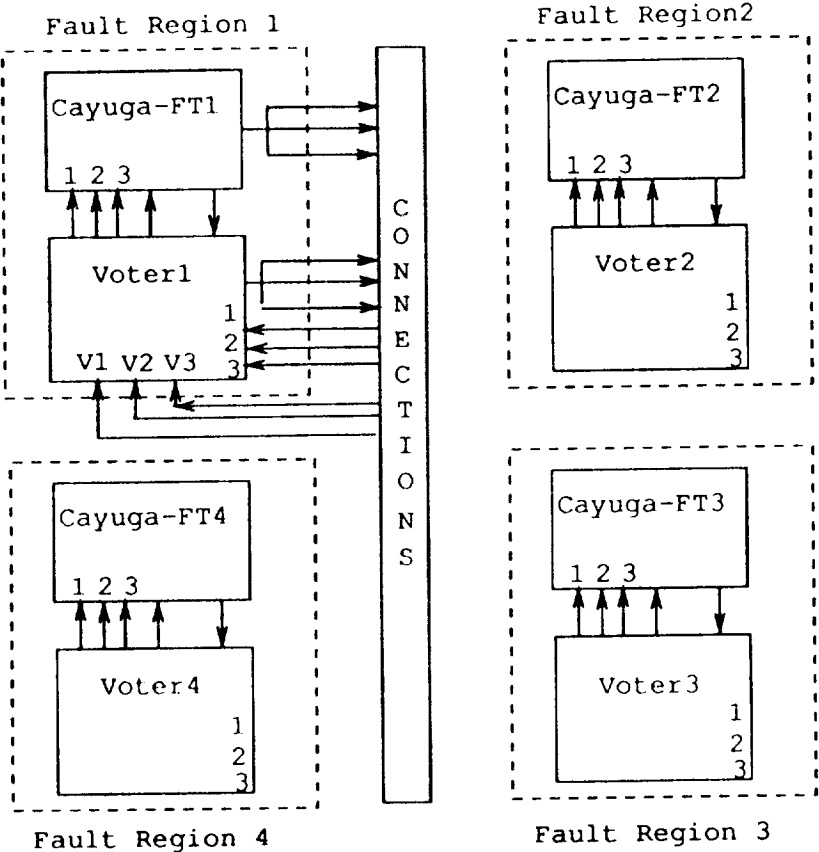 Fault Region 1
Cayuga-FT1
1 2 3
Voter1
1
2
3
V1 V2 V3
CONNECTIONS
Fault Region2
Cayuga-FT2
1 2 3
Voter2
1
2
3
Cayuga-FT4
1 2 3
Voter4
1
2
3
Fault Region 4
Cayuga-FT3
1 2 3
Voter3
1
2
3
Fault Region 3